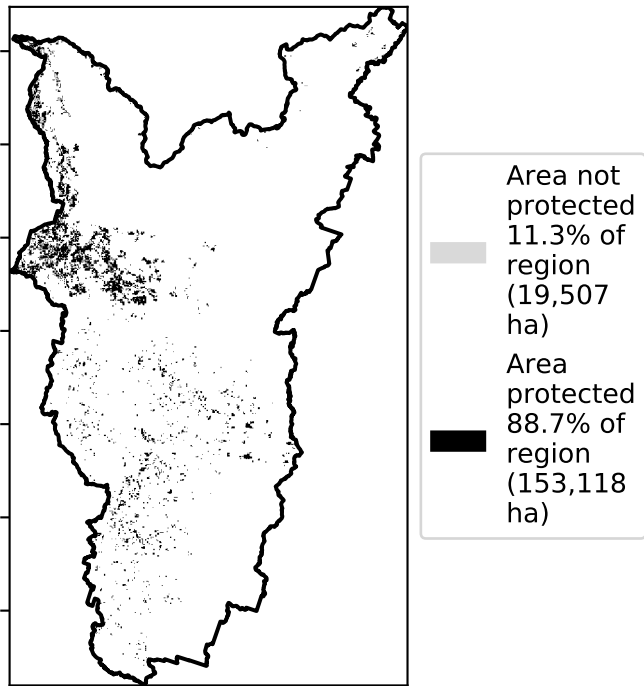 Area not
protected
11.3% of
region
(19,507
ha)
Area
protected
88.7% of
region
(153,118
ha)